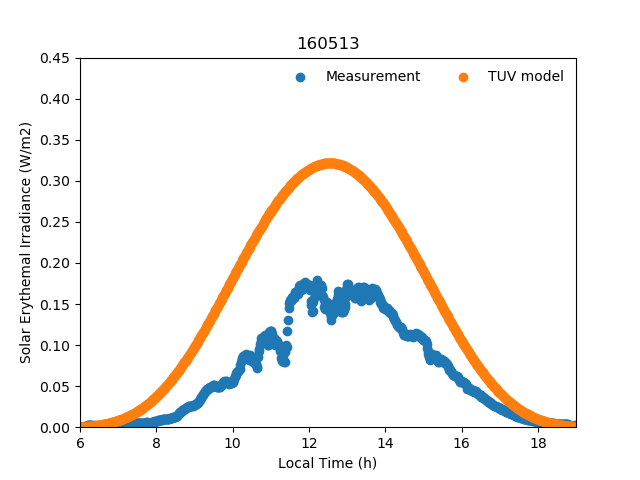 160513
Measurement
TUV model
Solar Erythemal Irradiance (W/m2)
0.45
0.40
0.35
0.30
0.25
0.20
0.15
0.10
0.05
0.00
6 8 10 12 14 16 18
Local Time (h)